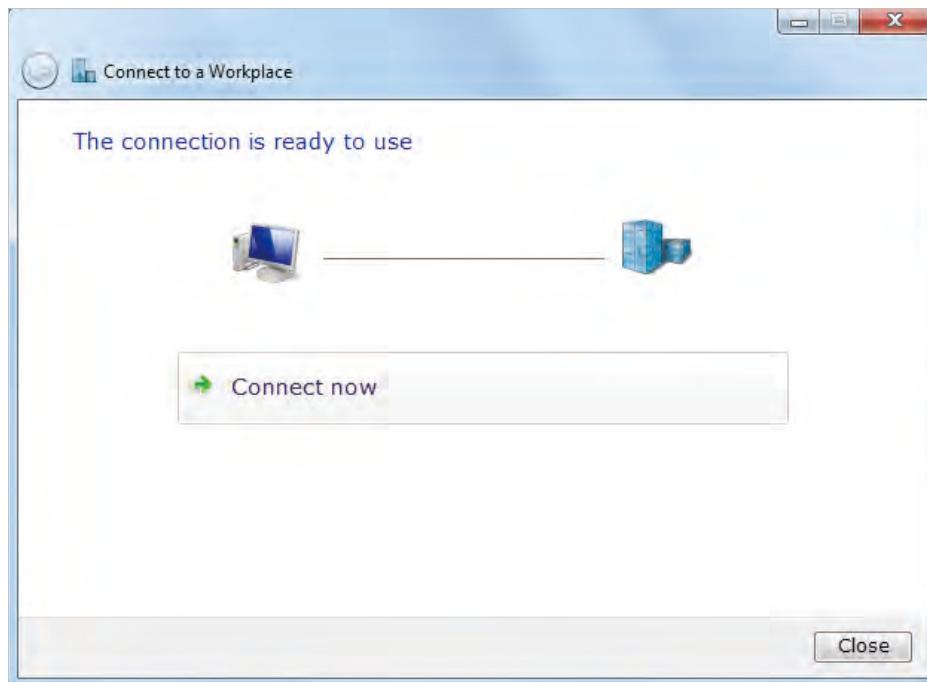 Connect to a Workplace
The connection is ready to use
Connect now
Close